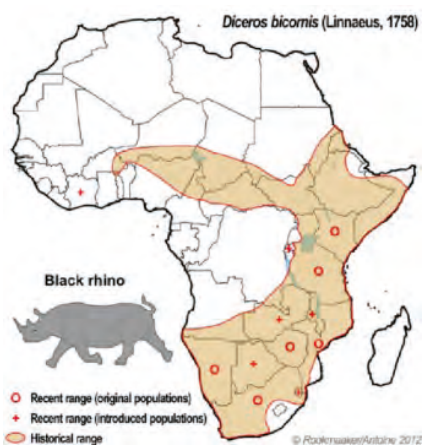 Diceros bicornis (Linnaeus, 1758)
Black rhino
Recent range (original populations)
Recent range (introduced populations)
Historical range
© Rookmaaker/Antoine 2012